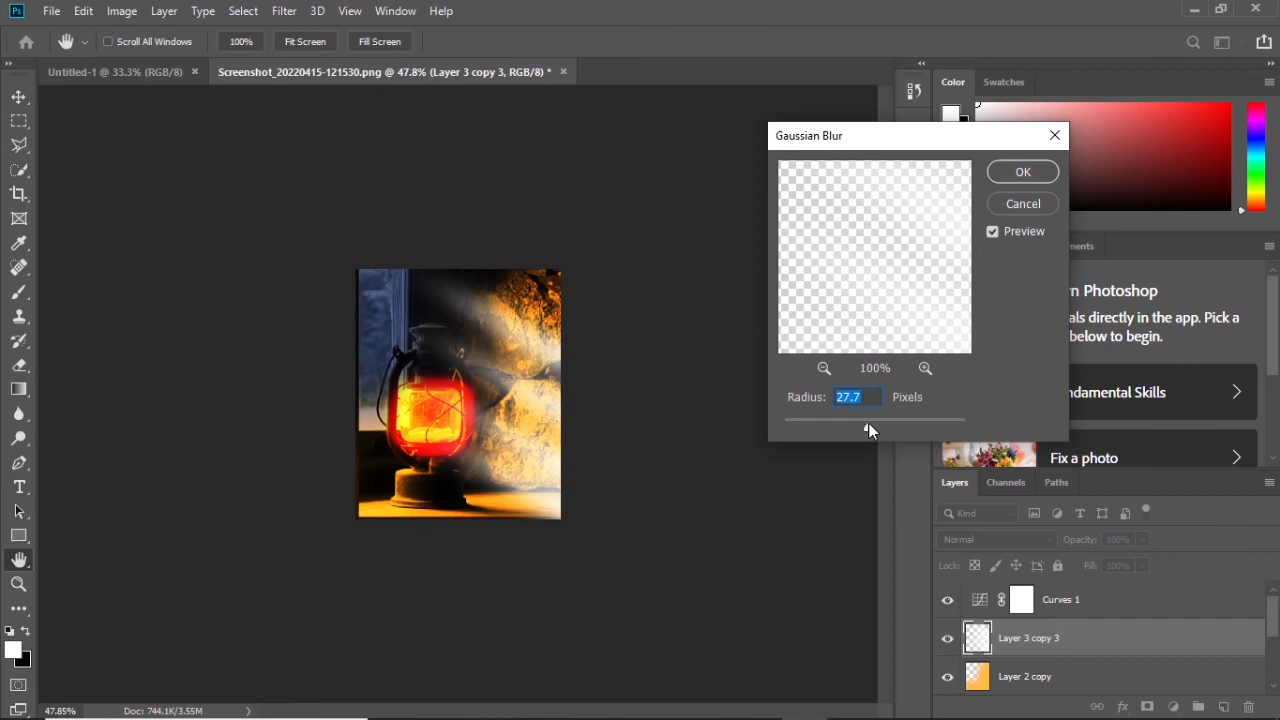 Ps File Edit Image Layer Type Select Filter 3D View Window Help
Scroll All Windows 100% Fit Screen Fill Screen
Untitled-1 @ 33.3% (RGB/8) × Screenshot_20220415-121530.png @ 47.8% (Layer 3 copy 3, RGB/8) * ×
Color Swatches
Gaussian Blur
OK
Cancel
Preview
100%
Radius: 27.7 Pixels
ments
rn Photoshop
als directly in the app. Pick a
below to begin.
ndamental Skills
Fix a photo
Layers Channels Paths
Kind
Normal Opacity: 100%
Lock: Fill: 100%
Curves 1
Layer 3 copy 3
Layer 2 copy
47.85% Doc: 744.1K/3.55M